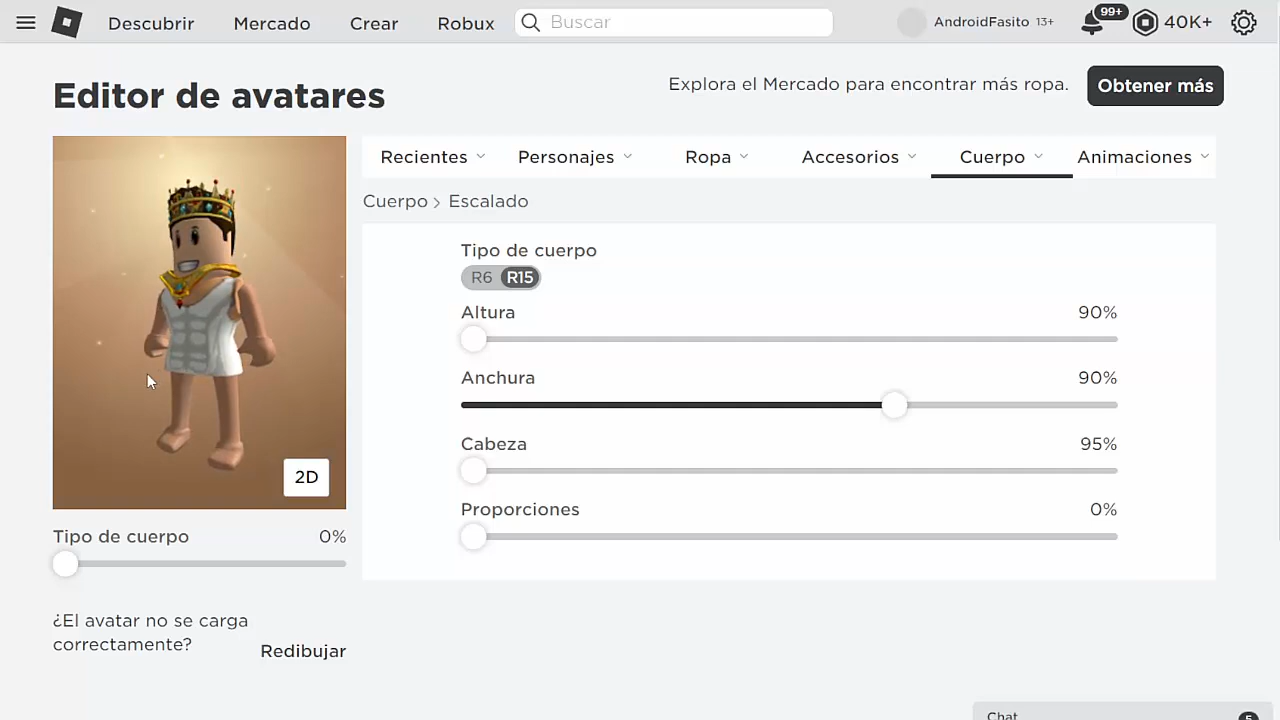 Descubrir Mercado Crear Robux Buscar AndroidFasito 13+ 99+ 40K+
Editor de avatares
Explora el Mercado para encontrar más ropa. Obtener más
Recientes Personajes Ropa Accesorios Cuerpo Animaciones
Cuerpo > Escalado
Tipo de cuerpo
R6 R15
Altura 90%
Anchura 90%
Cabeza 95%
Proporciones 0%
2D
Tipo de cuerpo 0%
¿El avatar no se carga
correctamente?
Redibujar
Chat 5